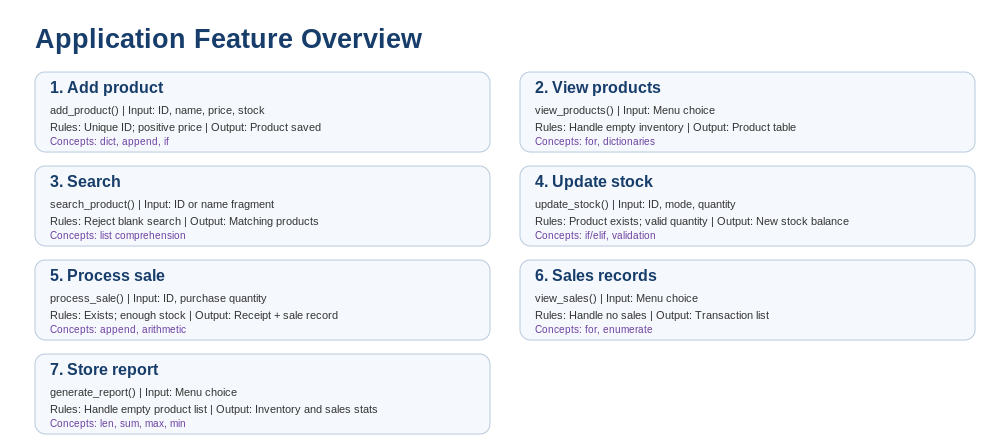 Application Feature Overview
1. Add product
add_product() | Input: ID, name, price, stock
Rules: Unique ID; positive price | Output: Product saved
Concepts: dict, append, if
2. View products
view_products() | Input: Menu choice
Rules: Handle empty inventory | Output: Product table
Concepts: for, dictionaries
3. Search
search_product() | Input: ID or name fragment
Rules: Reject blank search | Output: Matching products
Concepts: list comprehension
4. Update stock
update_stock() | Input: ID, mode, quantity
Rules: Product exists; valid quantity | Output: New stock balance
Concepts: if/elif, validation
5. Process sale
process_sale() | Input: ID, purchase quantity
Rules: Exists; enough stock | Output: Receipt + sale record
Concepts: append, arithmetic
6. Sales records
view_sales() | Input: Menu choice
Rules: Handle no sales | Output: Transaction list
Concepts: for, enumerate
7. Store report
generate_report() | Input: Menu choice
Rules: Handle empty product list | Output: Inventory and sales stats
Concepts: len, sum, max, min